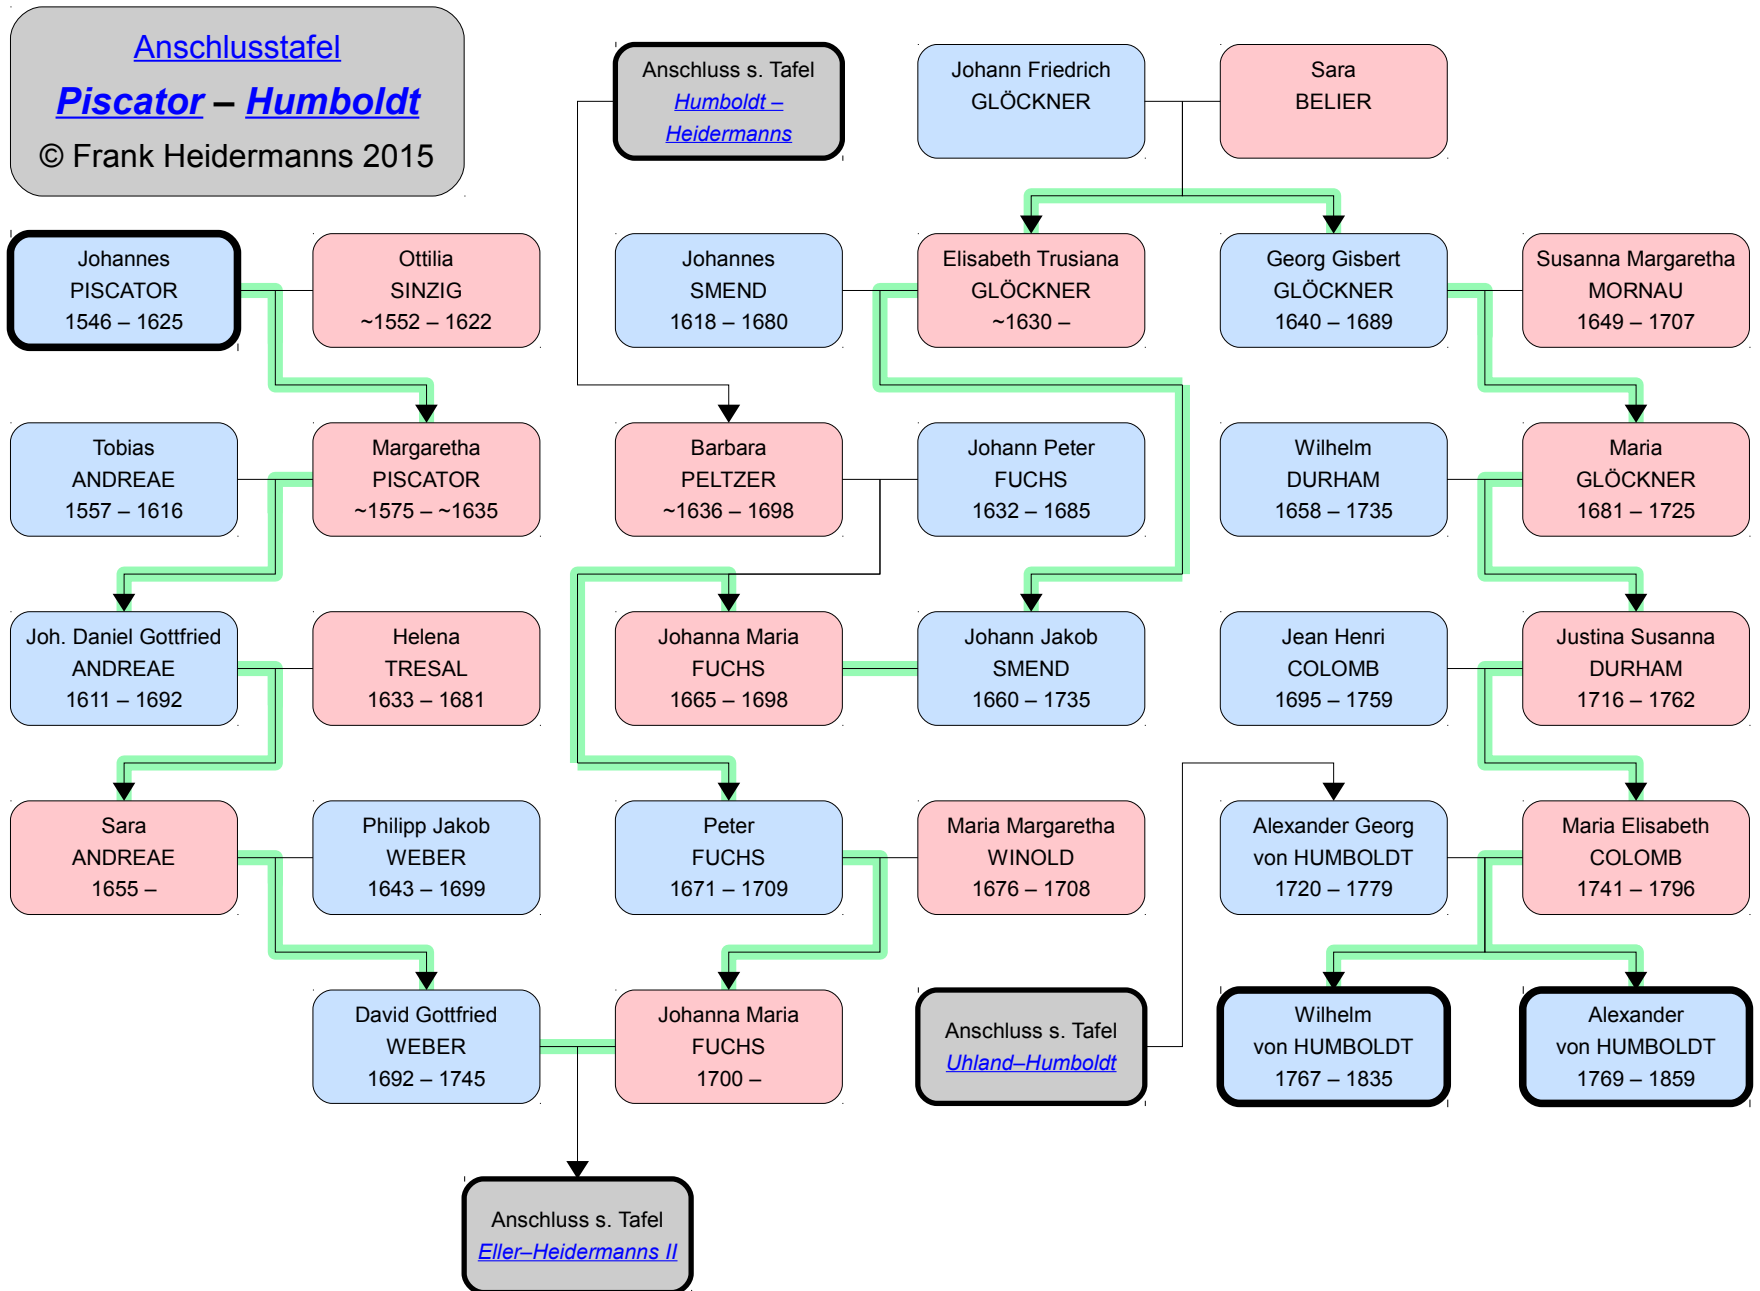 Anschlusstafel
Piscator – Humboldt
© Frank Heidermanns 2015
Anschluss s. Tafel
Humboldt –
Heidermanns
Johann Friedrich
GLÖCKNER
Sara
BELIER
Johannes
PISCATOR
1546 – 1625
Ottilia
SINZIG
~1552 – 1622
Johannes
SMEND
1618 – 1680
Elisabeth Trusiana
GLÖCKNER
~1630 –
Georg Gisbert
GLÖCKNER
1640 – 1689
Susanna Margaretha
MORNAU
1649 – 1707
Tobias
ANDREAE
1557 – 1616
Margaretha
PISCATOR
~1575 – ~1635
Barbara
PELTZER
~1636 – 1698
Johann Peter
FUCHS
1632 – 1685
Wilhelm
DURHAM
1658 – 1735
Maria
GLÖCKNER
1681 – 1725
Joh. Daniel Gottfried
ANDREAE
1611 – 1692
Helena
TRESAL
1633 – 1681
Johanna Maria
FUCHS
1665 – 1698
Johann Jakob
SMEND
1660 – 1735
Jean Henri
COLOMB
1695 – 1759
Justina Susanna
DURHAM
1716 – 1762
Sara
ANDREAE
1655 –
Philipp Jakob
WEBER
1643 – 1699
Peter
FUCHS
1671 – 1709
Maria Margaretha
WINOLD
1676 – 1708
Alexander Georg
von HUMBOLDT
1720 – 1779
Maria Elisabeth
COLOMB
1741 – 1796
David Gottfried
WEBER
1692 – 1745
Johanna Maria
FUCHS
1700 –
Anschluss s. Tafel
Uhland–Humboldt
Wilhelm
von HUMBOLDT
1767 – 1835
Alexander
von HUMBOLDT
1769 – 1859
Anschluss s. Tafel
Eller–Heidermanns II